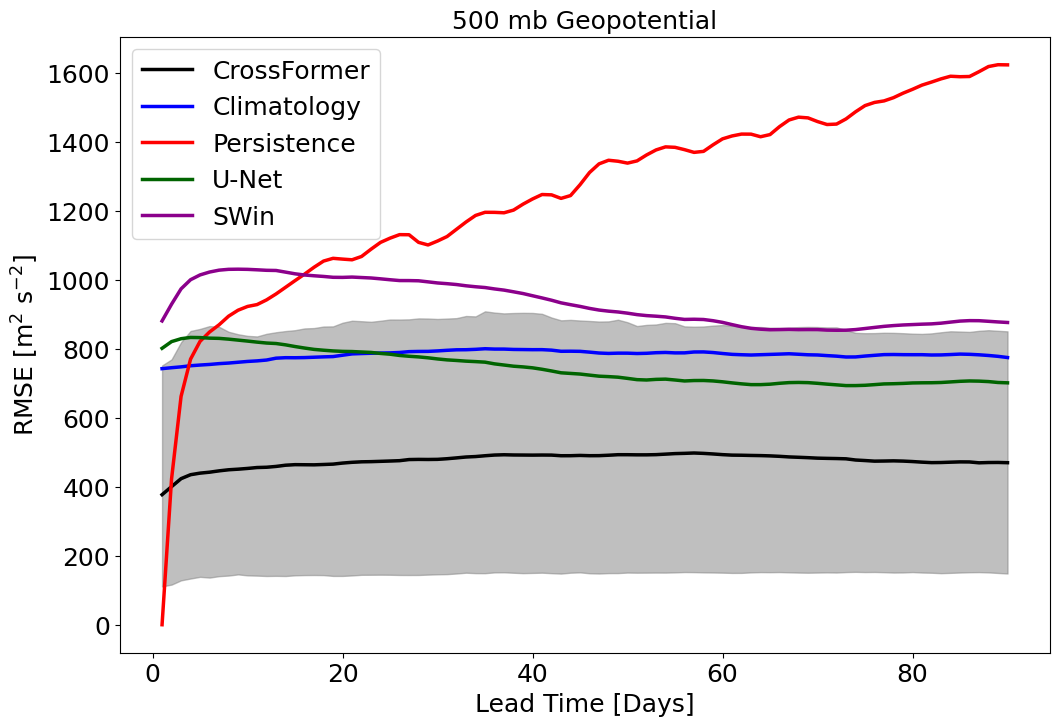 500 mb Geopotential
CrossFormer
Climatology
Persistence
U-Net
SWin
RMSE [m² s⁻²]
1600
1400
1200
1000
800
600
400
200
0
0 20 40 60 80
Lead Time [Days]